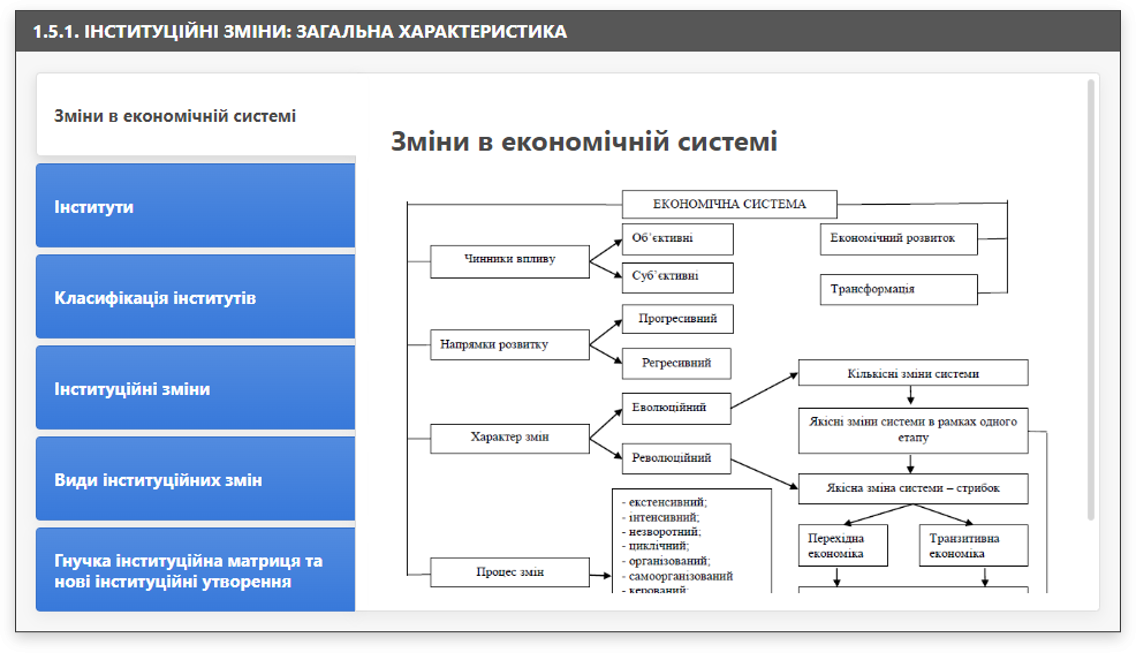 1.5.1. ІНСТИТУЦІЙНІ ЗМІНИ: ЗАГАЛЬНА ХАРАКТЕРИСТИКА
Зміни в економічній системі
Інститути
Класифікація інститутів
Інституційні зміни
Види інституційних змін
Гнучка інституційна матриця та
нові інституційні утворення
Зміни в економічній системі
ЕКОНОМІЧНА СИСТЕМА
Чинники впливу
Об’єктивні
Суб’єктивні
Економічний розвиток
Трансформація
Напрямки розвитку
Прогресивний
Регресивний
Характер змін
Еволюційний
Революційний
Кількісні зміни системи
Якісні зміни системи в рамках одного
етапу
Якісна зміна системи – стрибок
Перехідна
економіка
Транзитивна
економіка
Процес змін
- екстенсивний;
- інтенсивний;
- незворотний;
- циклічний;
- організований;
- самоорганізований
- керований;